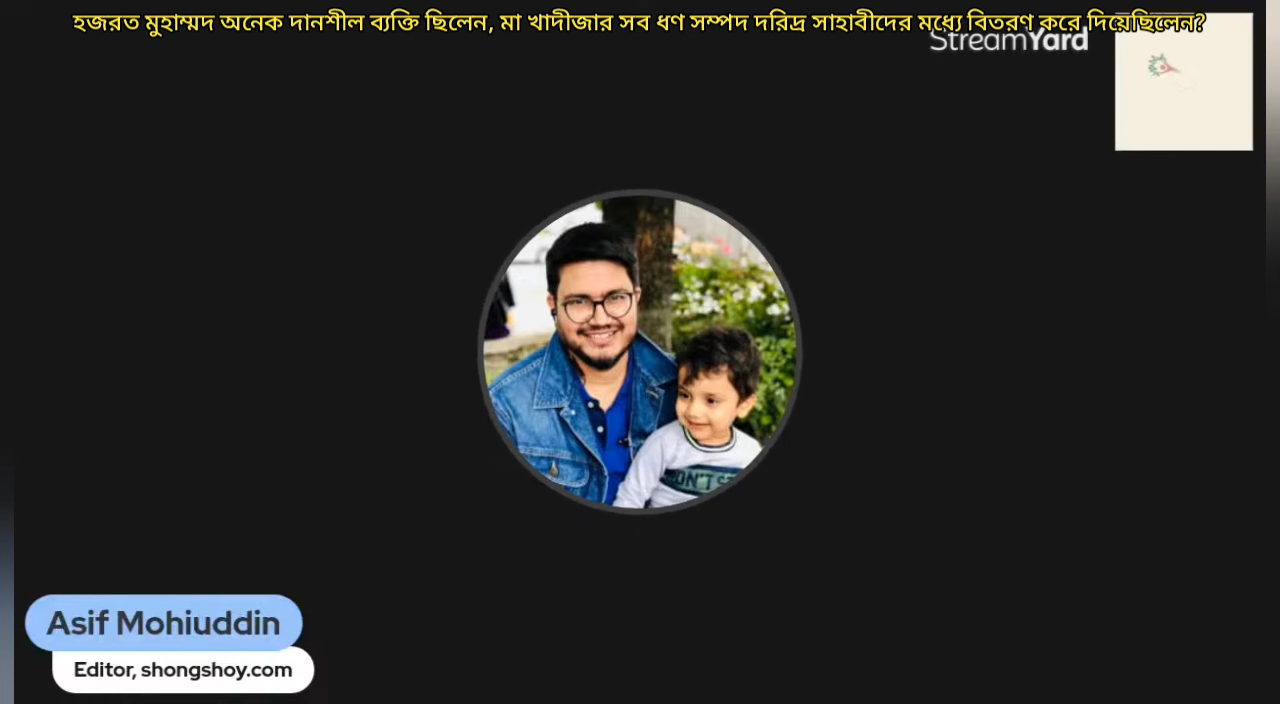 হজরত মুহাম্মদ অনেক দানশীল ব্যক্তি ছিলেন, মা খাদীজার সব ধণ সম্পদ দরিদ্র সাহাবীদের মধ্যে বিতরণ করে দিয়েছিলেন?
StreamYard
Asif Mohiuddin
Editor, shongshoy.com